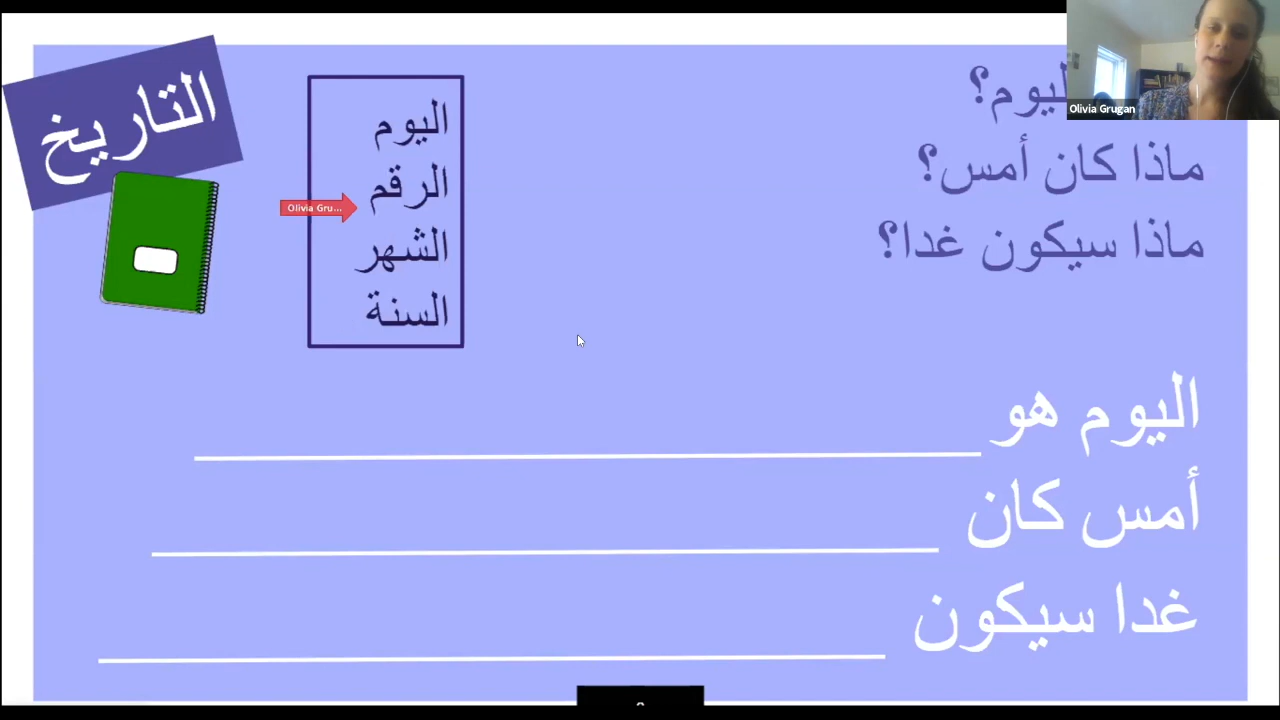 التاريخ
اليوم
الرقم
الشهر
السنة
Olivia Gru...
اليوم؟
ماذا كان أمس؟
ماذا سيكون غدا؟
Olivia Grugan
اليوم هو
أمس كان
غدا سيكون